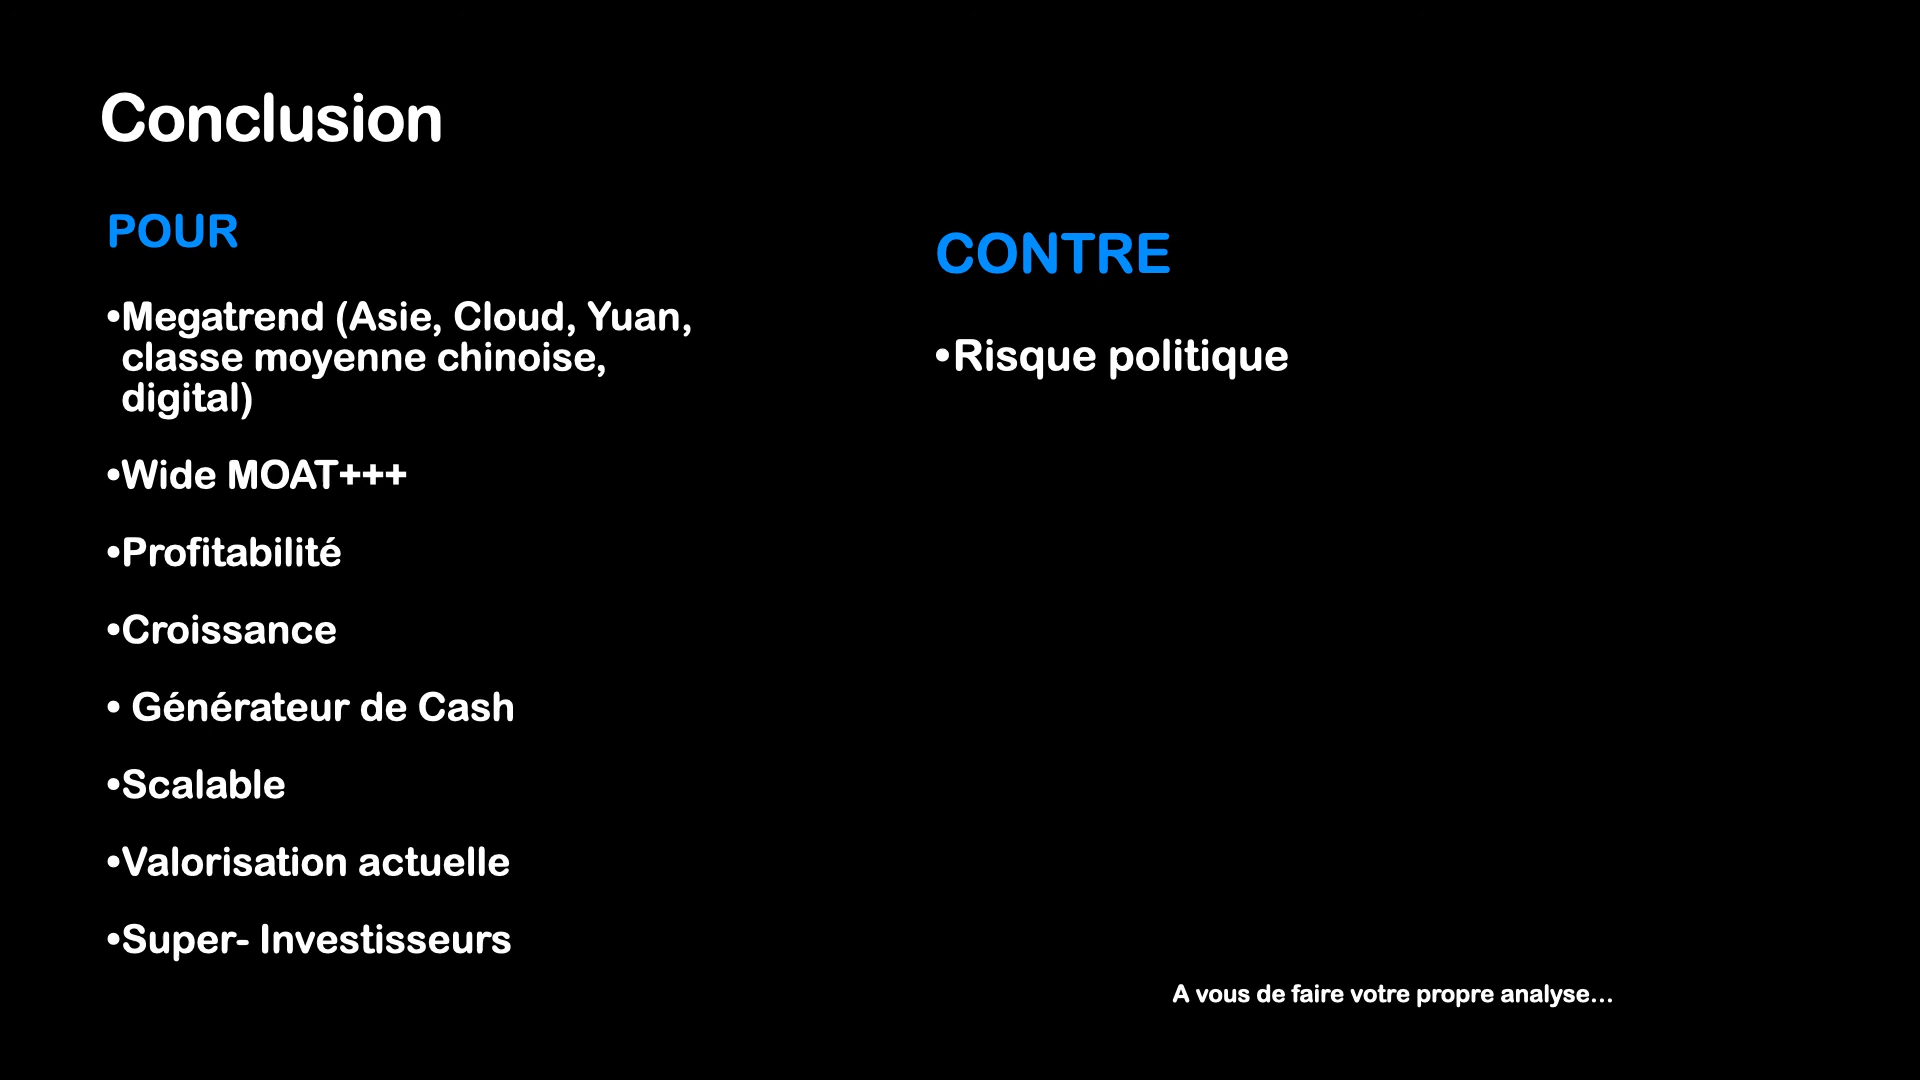 Conclusion
POUR
•Megatrend (Asie, Cloud, Yuan,
classe moyenne chinoise,
digital)
•Wide MOAT+++
•Profitabilité
•Croissance
• Générateur de Cash
•Scalable
•Valorisation actuelle
•Super- Investisseurs
CONTRE
•Risque politique
A vous de faire votre propre analyse...